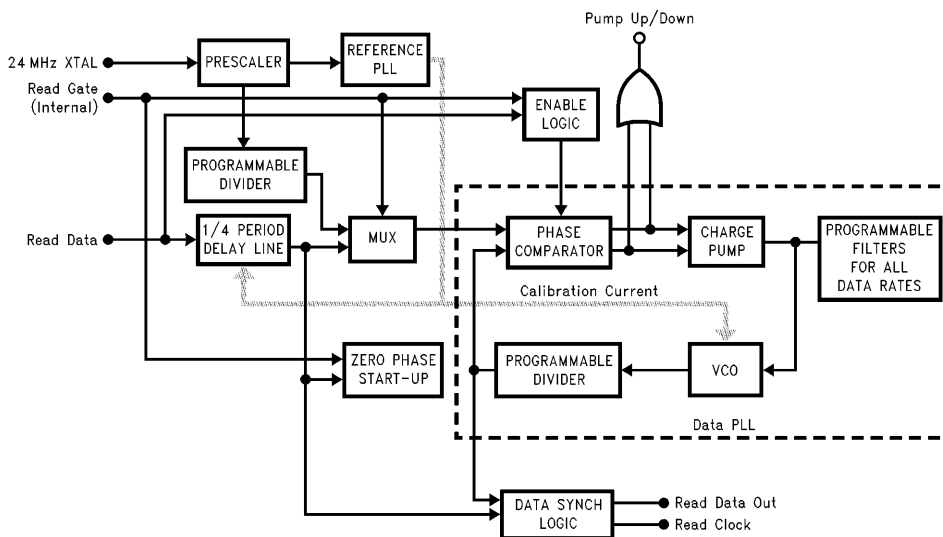 Pump Up/Down
24 MHz XTAL
PRESCALER
REFERENCE
PLL
Read Gate
(Internal)
ENABLE
LOGIC
PROGRAMMABLE
DIVIDER
Read Data
1/4 PERIOD
DELAY LINE
MUX
PHASE
COMPARATOR
CHARGE
PUMP
PROGRAMMABLE
FILTERS
FOR ALL
DATA RATES
Calibration Current
ZERO PHASE
START-UP
PROGRAMMABLE
DIVIDER
VCO
Data PLL
DATA SYNCH
LOGIC
Read Data Out
Read Clock